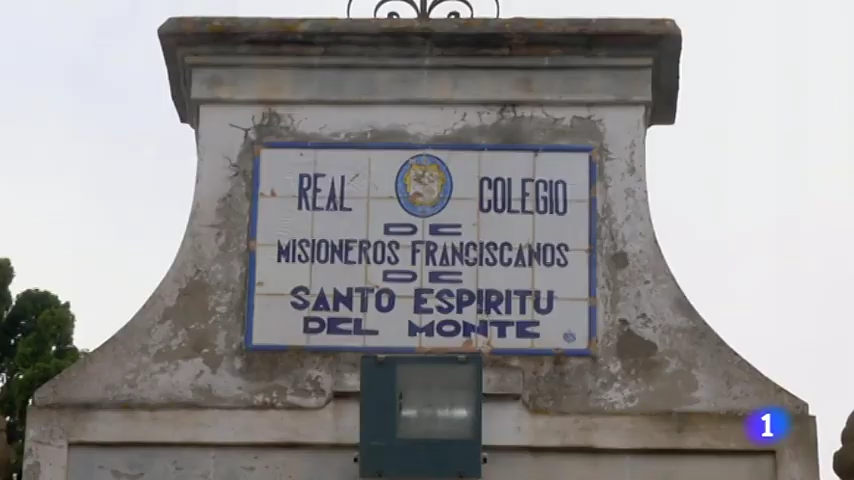 REAL COLEGIO
DE
MISIONEROS FRANCISCANOS
DE
SANTO ESPIRITU
DEL MONTE
1